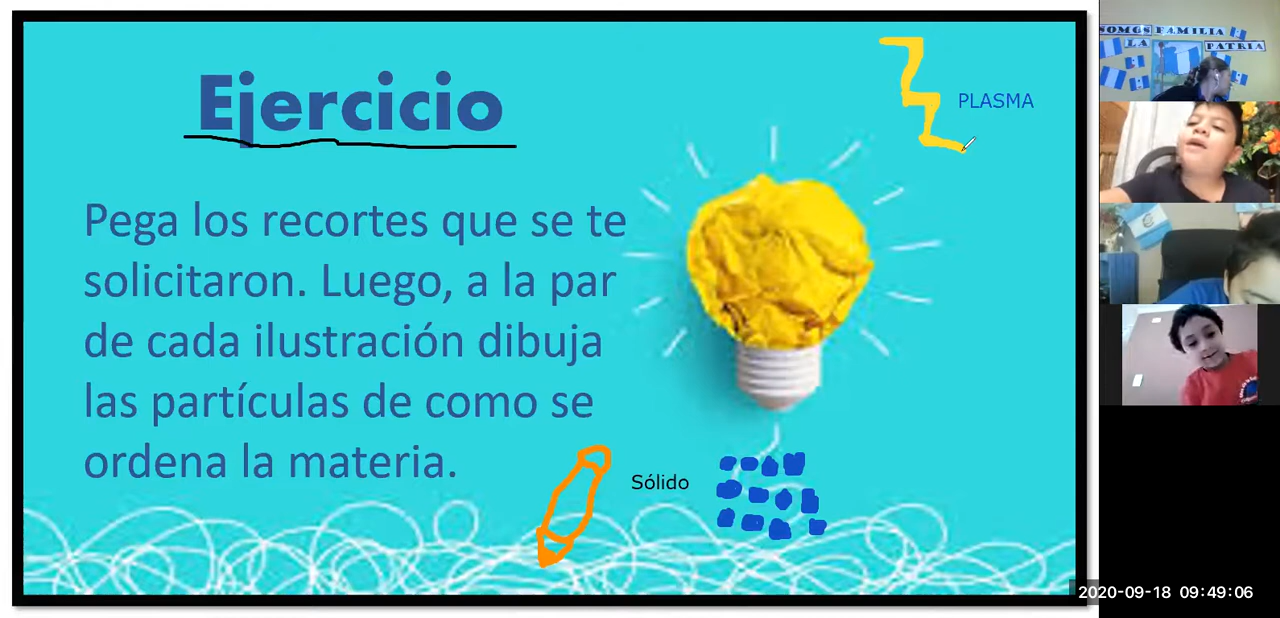 Ejercicio
PLASMA
Pega los recortes que se te
solicitaron. Luego, a la par
de cada ilustración dibuja
las partículas de como se
ordena la materia.
Sólido
SOMOS FAMILIA
LA PATRIA
2020-09-18 09:49:06